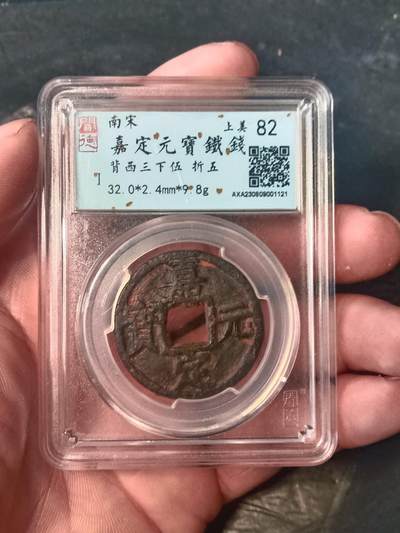 南宋
上美 82
嘉定元寶鐵錢
背西三下伍 折五
32.0*2.4mm*9.8g
AXA230809001121
嘉定元寶